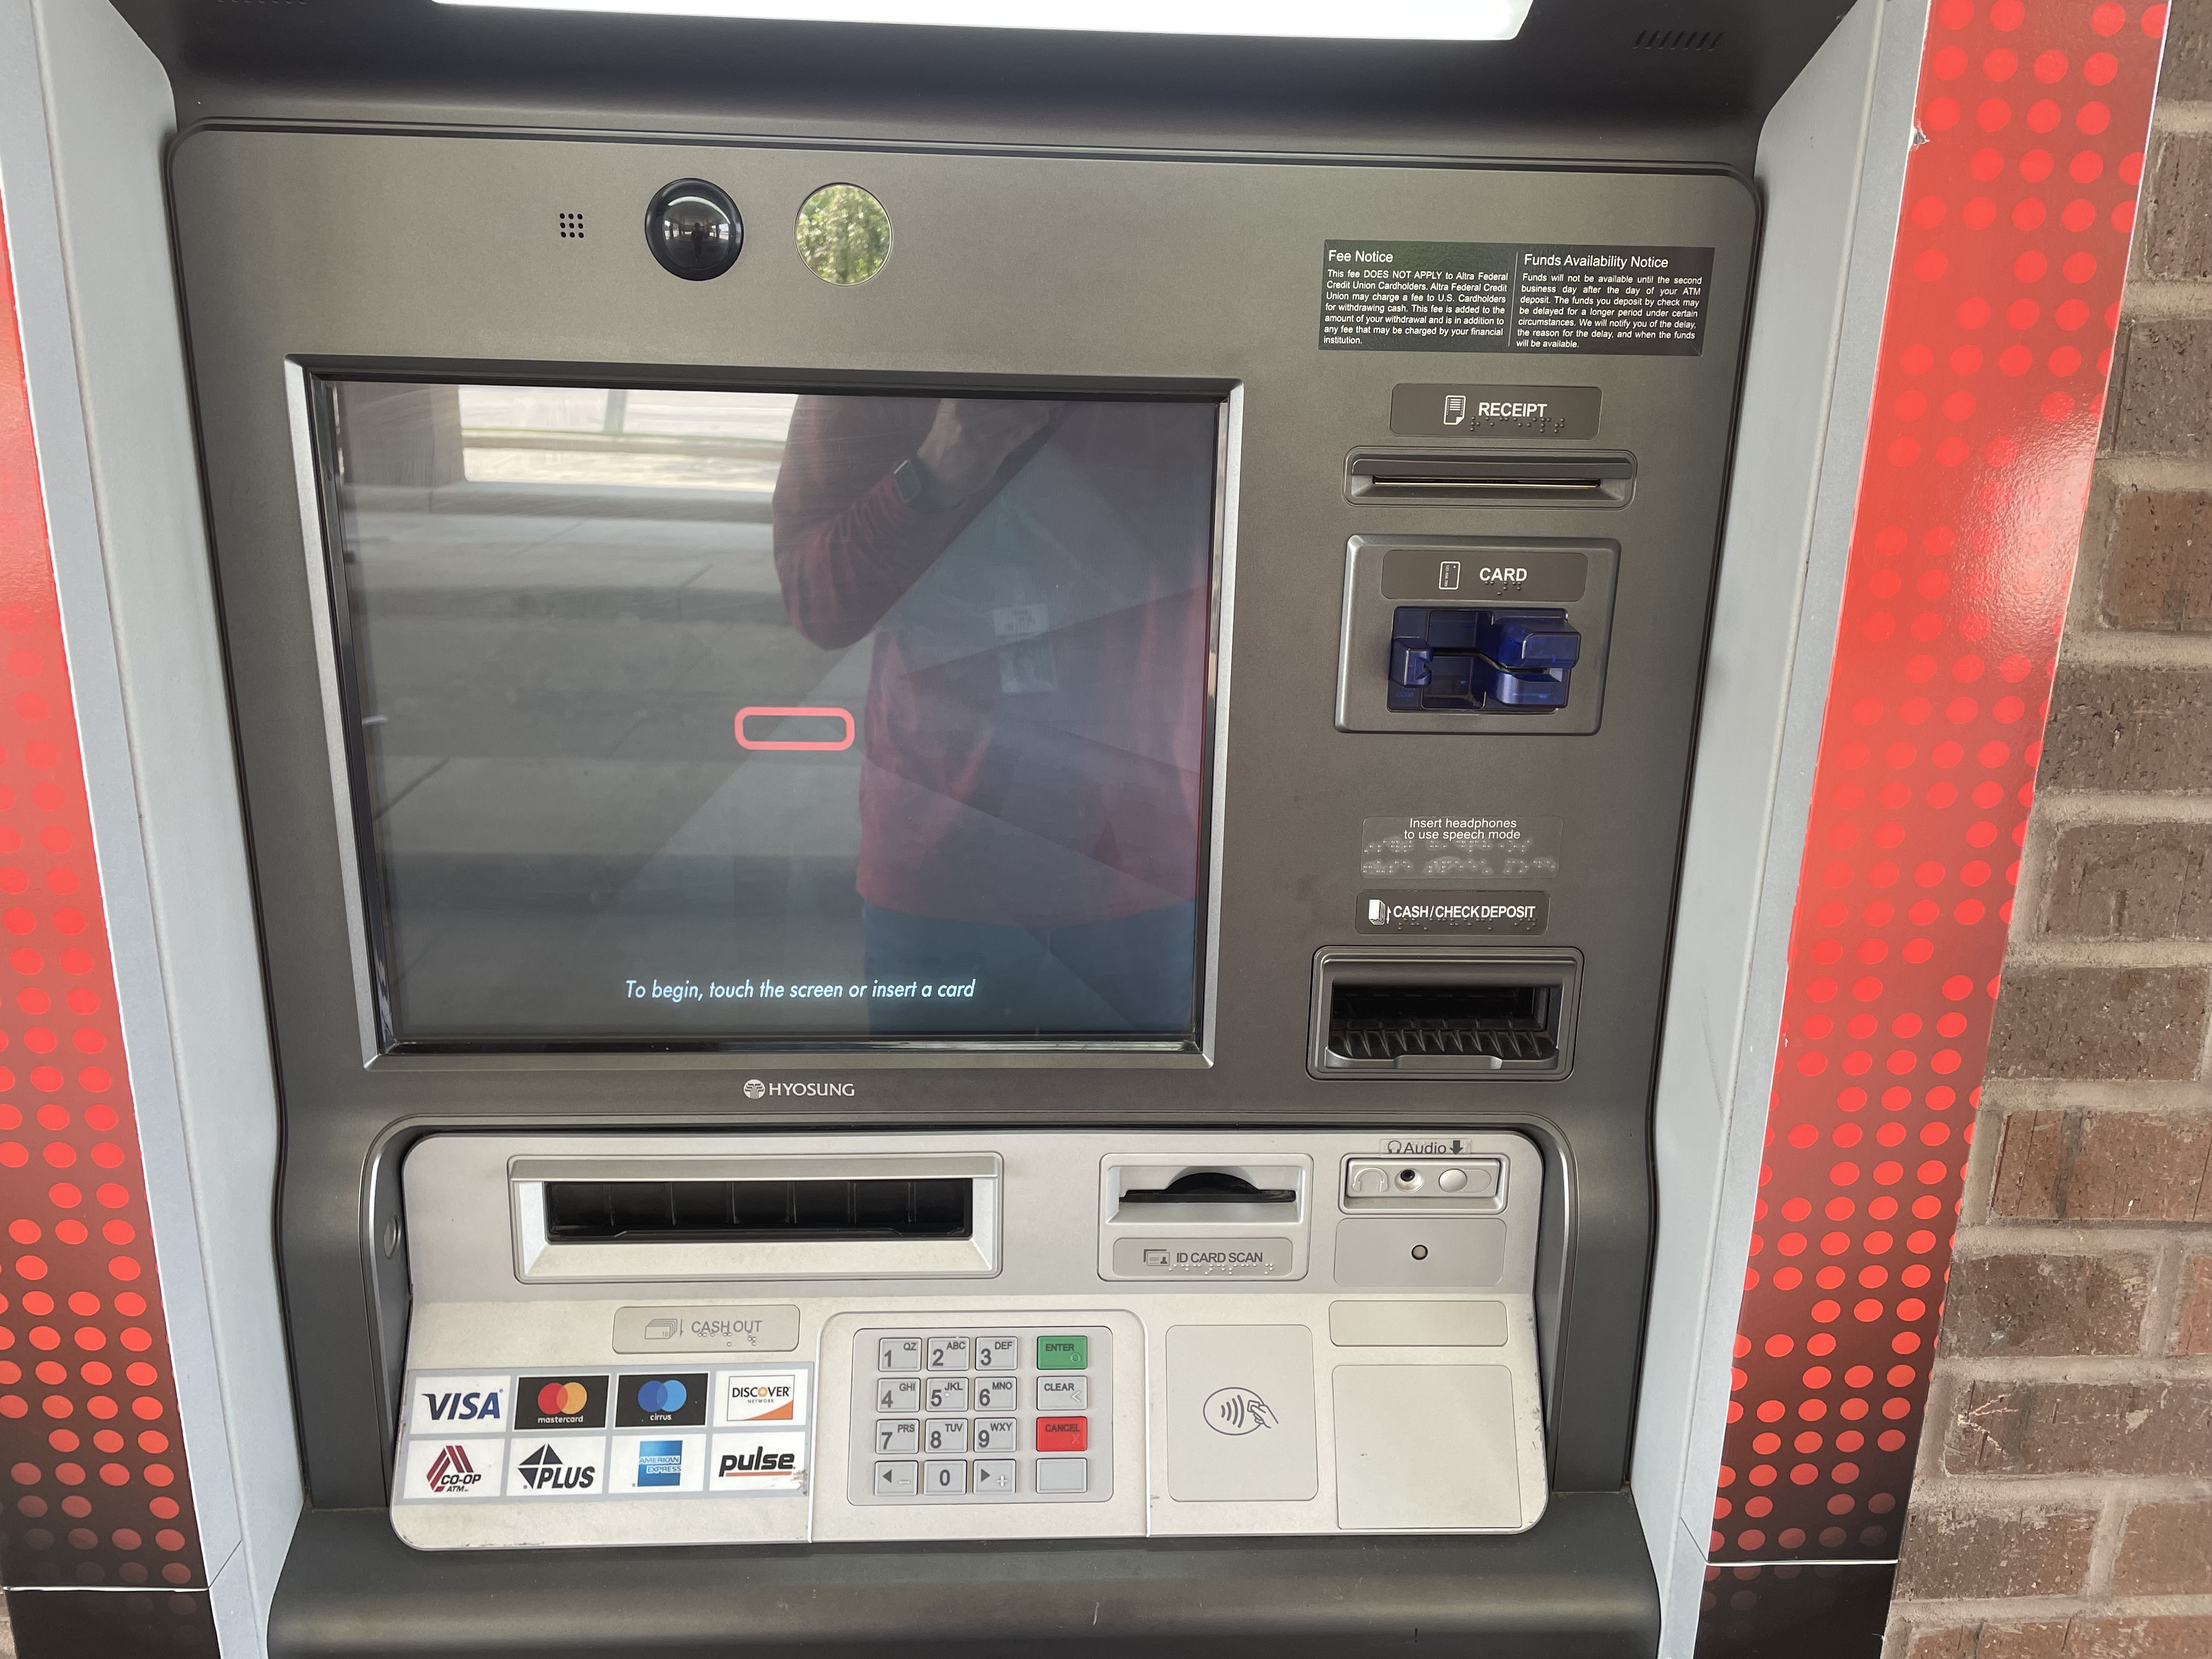 Fee Notice
This fee DOES NOT APPLY to Altra Federal
Credit Union Cardholders. Altra Federal Credit
Union may charge a fee to U.S. Cardholders
for withdrawing cash. This fee is added to the
amount of your withdrawal and is in addition to
any fee that may be charged by your financial
institution.
Funds Availability Notice
Funds will not be available until the second
business day after the day of your ATM
deposit. The funds you deposit by check may
be delayed for a longer period under certain
circumstances. We will notify you of the delay,
the reason for the delay, and when the funds
will be available.
RECEIPT
CARD
Insert headphones
to use speech mode
CASH/CHECK DEPOSIT
To begin, touch the screen or insert a card
HYOSUNG
Audio
ID CARD SCAN
CASH OUT
VISA
mastercard
cirrus
DISCOVER
NETWORK
CO-OP
ATM
PLUS
AMERICAN
EXPRESS
pulse
1 QZ 2 ABC 3 DEF ENTER
4 GHI 5 JKL 6 MNO CLEAR
7 PRS 8 TUV 9 WXY CANCEL
- 0 +